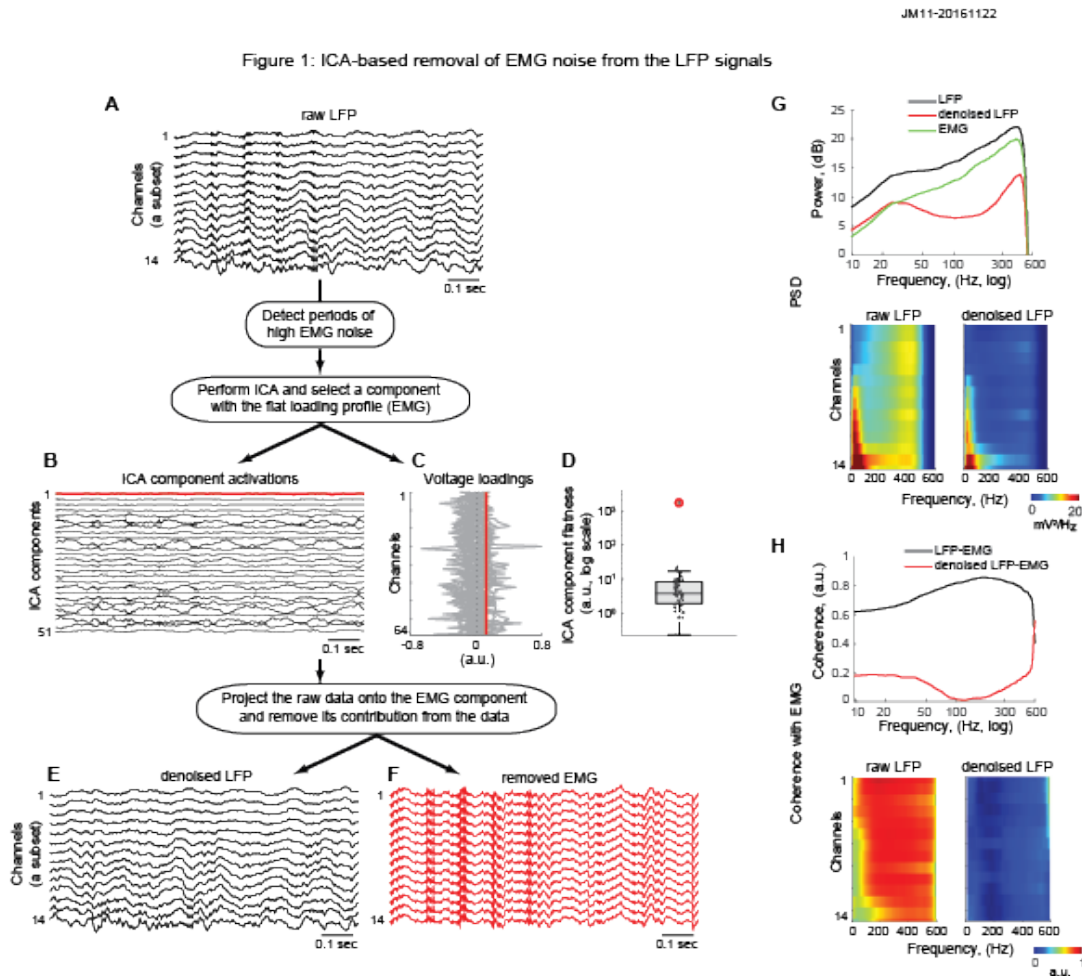 JM11-20161122
Figure 1: ICA-based removal of EMG noise from the LFP signals
A
raw LFP
1
Channels
(a subset)
14
0.1 sec
Detect periods of
high EMG noise
Perform ICA and select a component
with the flat loading profile (EMG)
B
ICA component activations
1
ICA components
51
0.1 sec
C
Voltage loadings
1
Channels
64
-0.8 0 0.8
(a.u.)
D
ICA component flatness
(a.u., log scale)
10³
10²
10¹
10⁰
Project the raw data onto the EMG component
and remove its contribution from the data
E
denoised LFP
1
Channels
(a subset)
14
0.1 sec
F
removed EMG
1
14
0.1 sec
G
LFP
denoised LFP
EMG
Power, (dB)
25
20
15
10
5
0
10 20 50 100 300 600
Frequency, (Hz, log)
PSD
raw LFP denoised LFP
1
Channels
14
0 200 400 600 0 200 400 600
Frequency, (Hz)
0 20
mV²/Hz
H
LFP-EMG
denoised LFP-EMG
Coherence, (a.u.)
1
0.8
0.6
0.4
0.2
0
10 20 50 100 300 600
Frequency, (Hz, log)
Coherence with EMG
raw LFP denoised LFP
1
Channels
14
0 200 400 600 0 200 400 600
Frequency, (Hz)
0 1
a.u.